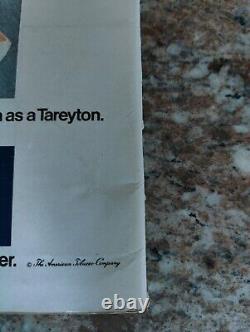 as a Tareyton.
er. © The American Tobacco Company